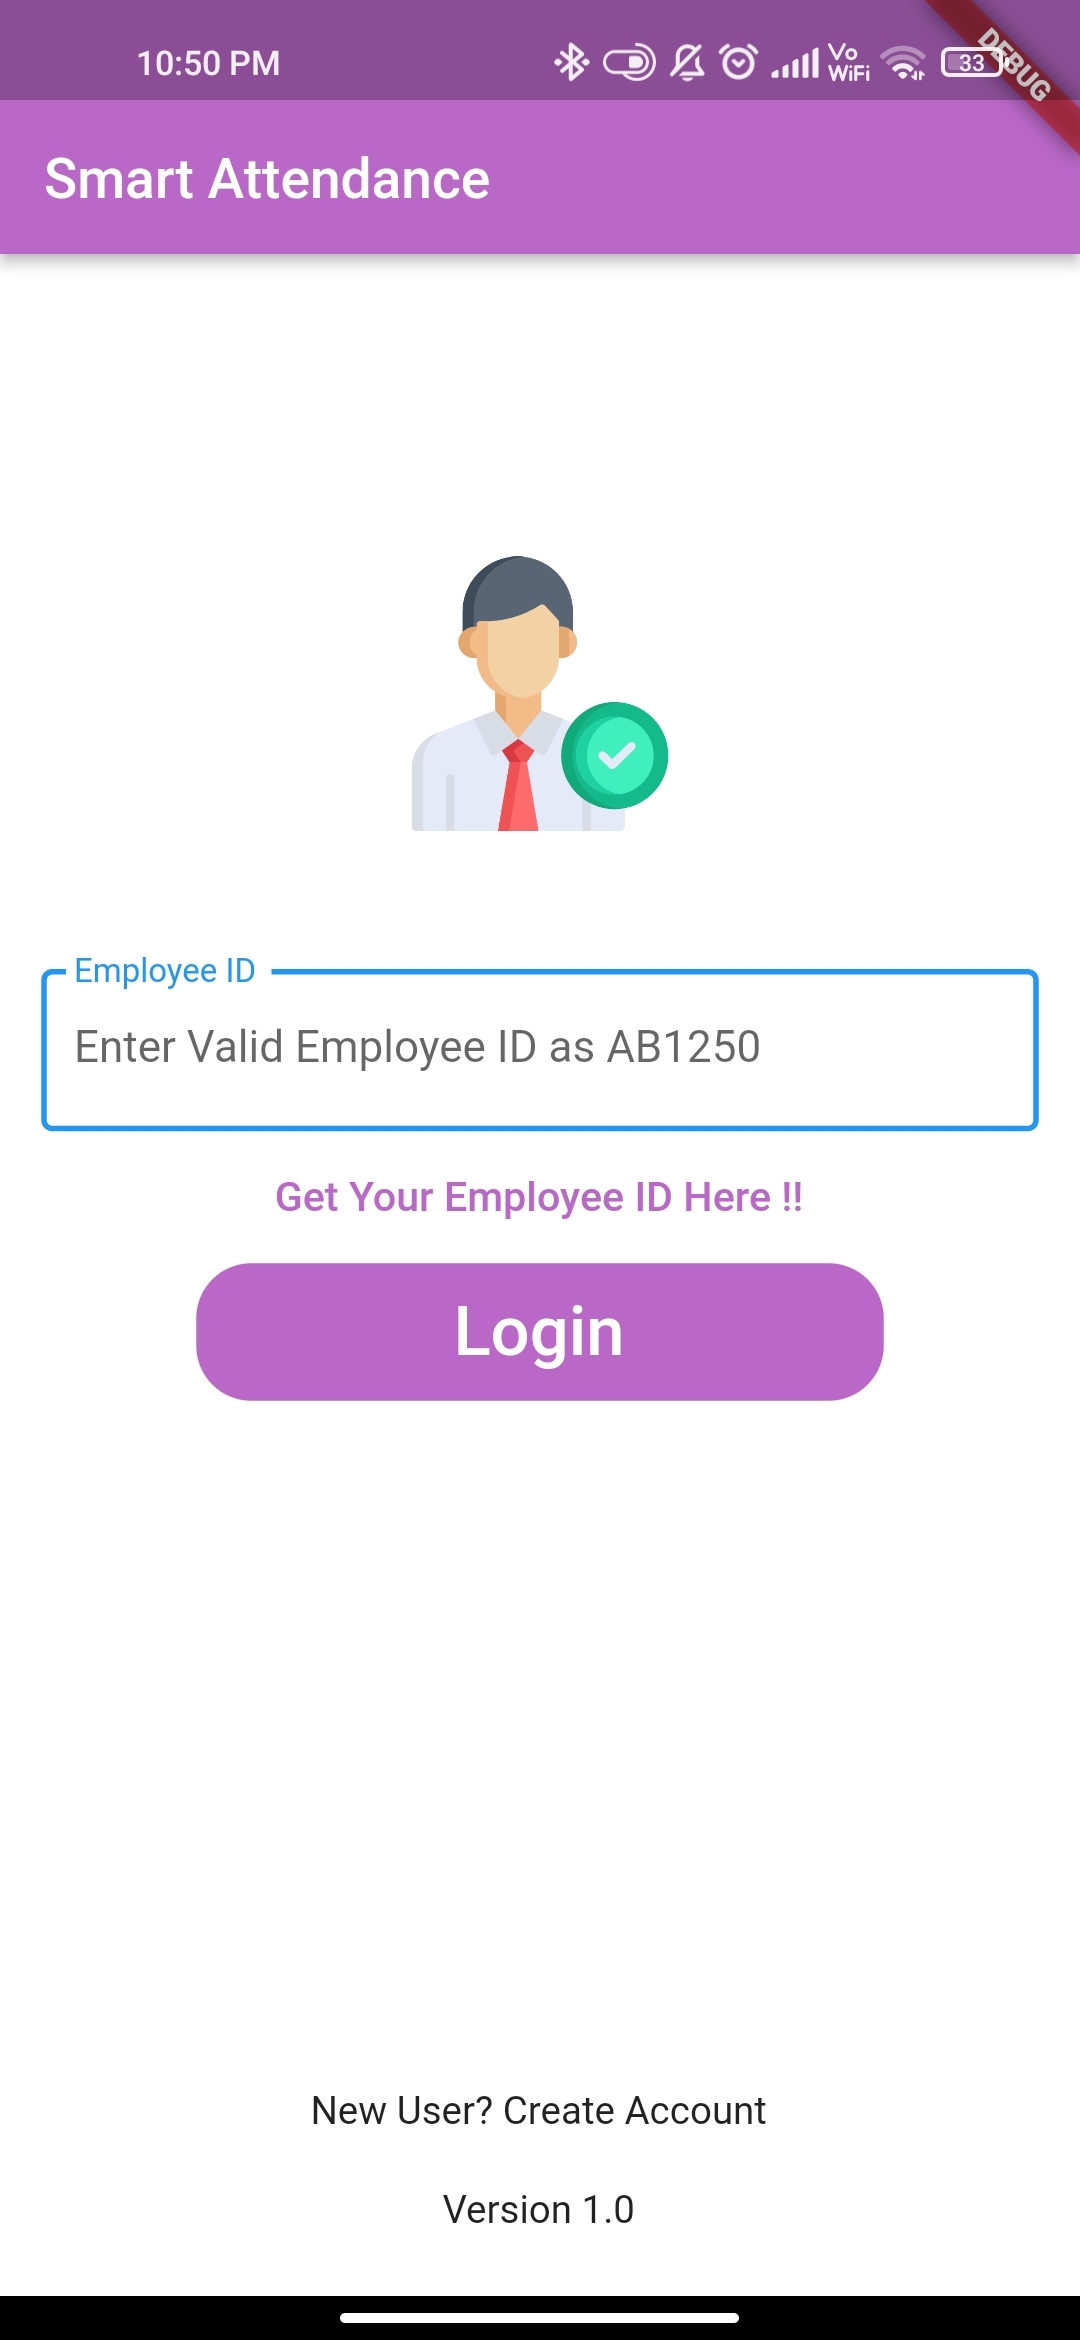 10:50 PM
Vo
WiFi
33
DEBUG
Smart Attendance
Employee ID
Enter Valid Employee ID as AB1250
Get Your Employee ID Here !!
Login
New User? Create Account
Version 1.0